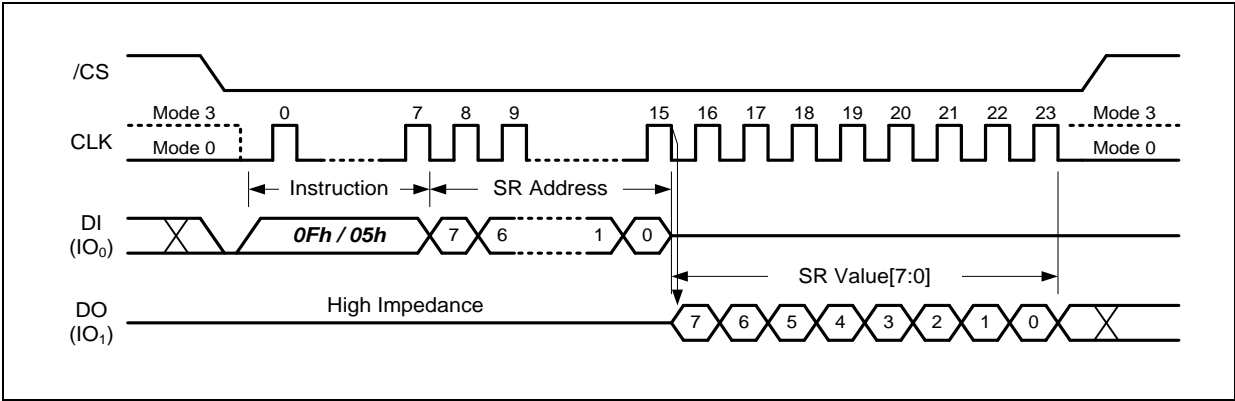 /CS
Mode 3 0 7 8 9 15 16 17 18 19 20 21 22 23 Mode 3
CLK Mode 0 Mode 0
Instruction SR Address
DI
(IO₀)
0Fh / 05h 7 6 1 0
SR Value[7:0]
High Impedance
DO
(IO₁)
7 6 5 4 3 2 1 0